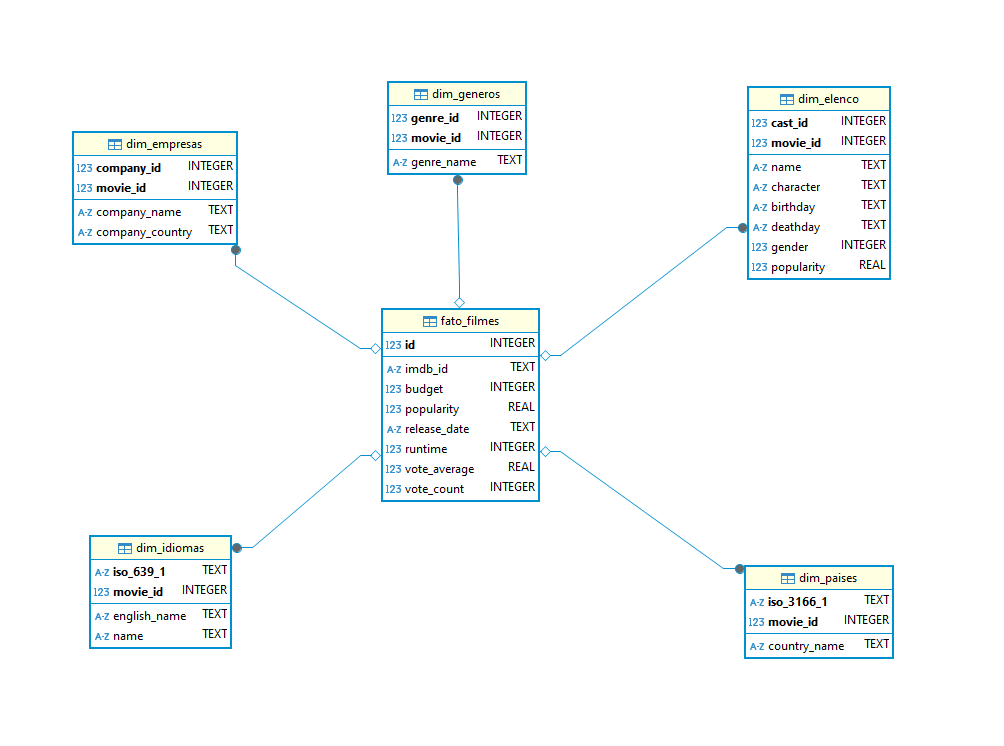 dim_generos
123 genre_id INTEGER
123 movie_id INTEGER
A-Z genre_name TEXT
dim_elenco
123 cast_id INTEGER
123 movie_id INTEGER
A-Z name TEXT
A-Z character TEXT
A-Z birthday TEXT
A-Z deathday TEXT
123 gender INTEGER
123 popularity REAL
dim_empresas
123 company_id INTEGER
123 movie_id INTEGER
A-Z company_name TEXT
A-Z company_country TEXT
fato_filmes
123 id INTEGER
A-Z imdb_id TEXT
123 budget INTEGER
123 popularity REAL
A-Z release_date TEXT
123 runtime INTEGER
123 vote_average REAL
123 vote_count INTEGER
dim_idiomas
A-Z iso_639_1 TEXT
123 movie_id INTEGER
A-Z english_name TEXT
A-Z name TEXT
dim_paises
A-Z iso_3166_1 TEXT
123 movie_id INTEGER
A-Z country_name TEXT